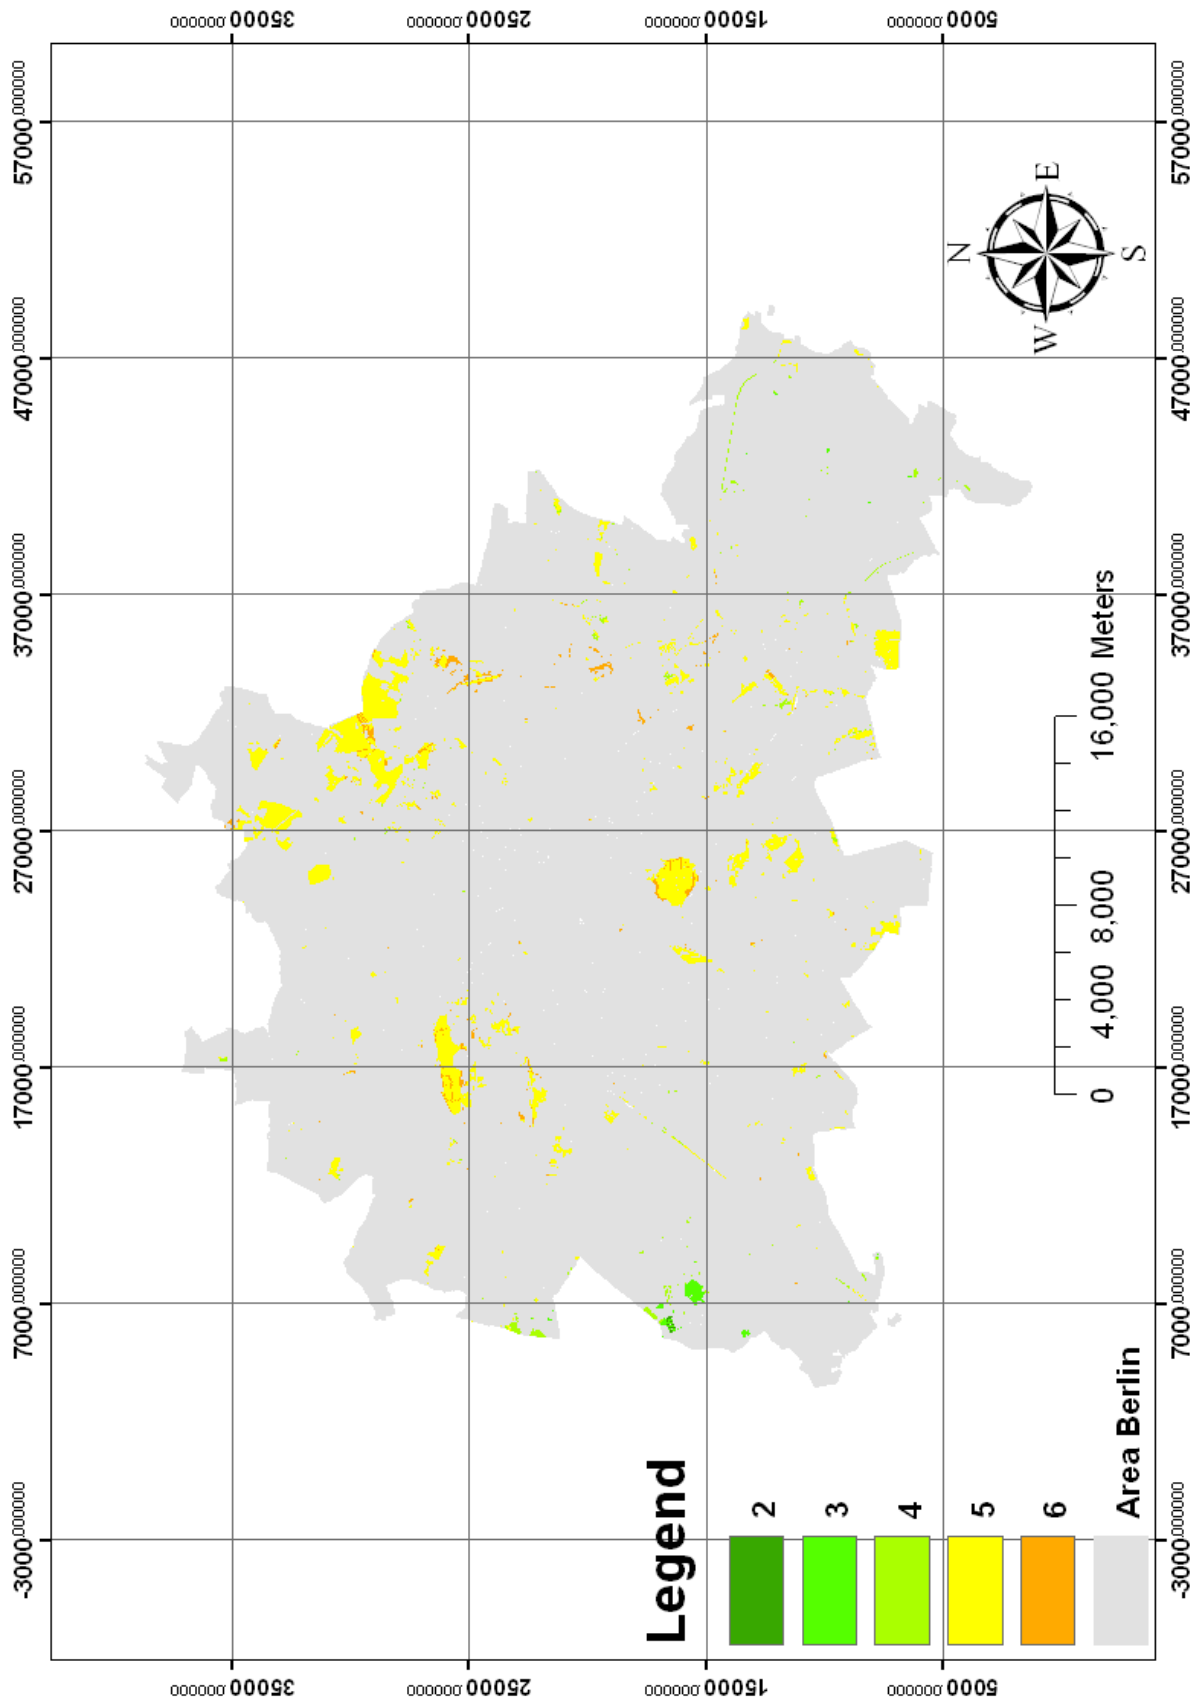 -3000.000000 7000.000000 17000.000000 27000.000000 37000.000000 47000.000000 57000.000000
35000.000000 35000.000000
25000.000000 25000.000000
15000.000000 15000.000000
5000.000000 5000.000000
Legend
2
3
4
5
6
Area Berlin
N
W E
S
0 4,000 8,000 16,000 Meters
-3000.000000 7000.000000 17000.000000 27000.000000 37000.000000 47000.000000 57000.000000